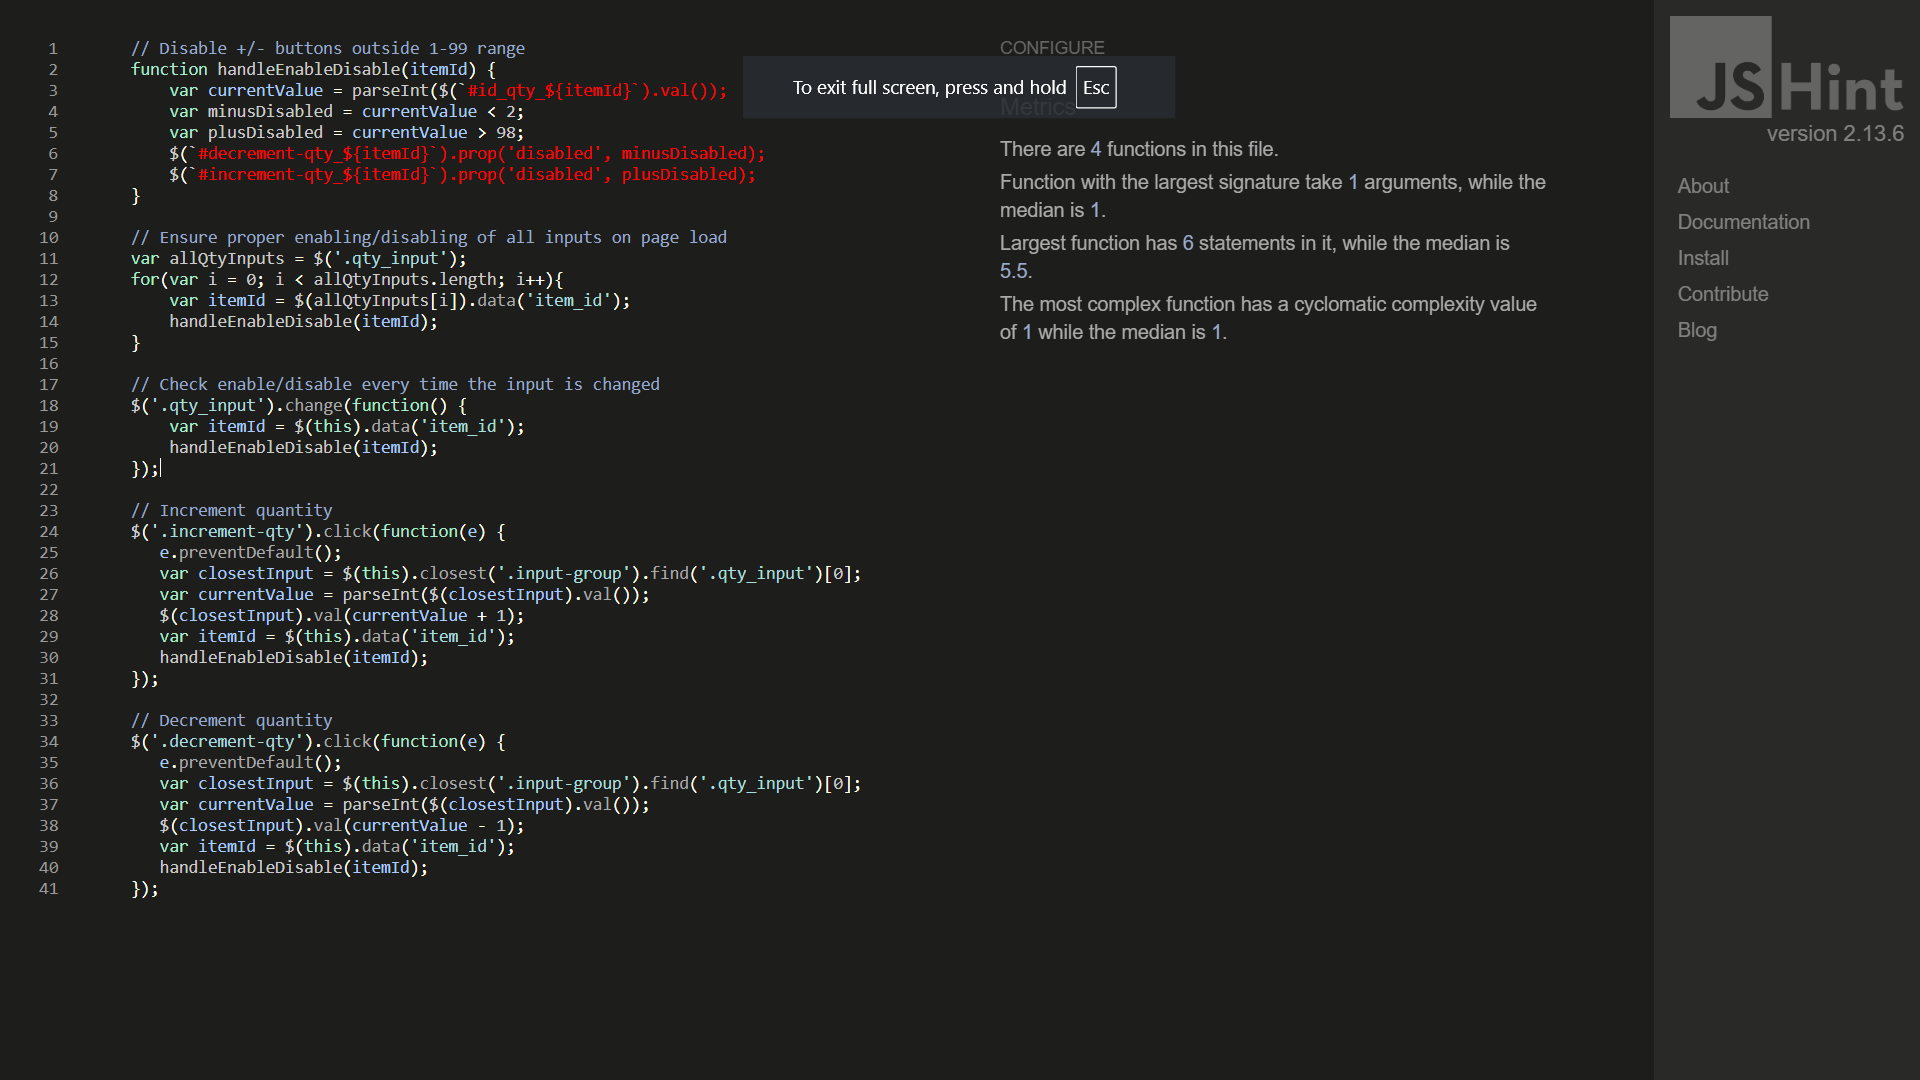 1 // Disable +/- buttons outside 1-99 range
2 function handleEnableDisable(itemId) {
3     var currentValue = parseInt($(`#id_qty_${itemId}`).val());
4     var minusDisabled = currentValue < 2;
5     var plusDisabled = currentValue > 98;
6     $(`#decrement-qty_${itemId}`).prop('disabled', minusDisabled);
7     $(`#increment-qty_${itemId}`).prop('disabled', plusDisabled);
8 }
9
10 // Ensure proper enabling/disabling of all inputs on page load
11 var allQtyInputs = $('.qty_input');
12 for(var i = 0; i < allQtyInputs.length; i++){
13     var itemId = $(allQtyInputs[i]).data('item_id');
14     handleEnableDisable(itemId);
15 }
16
17 // Check enable/disable every time the input is changed
18 $('.qty_input').change(function() {
19     var itemId = $(this).data('item_id');
20     handleEnableDisable(itemId);
21 });
22
23 // Increment quantity
24 $('.increment-qty').click(function(e) {
25    e.preventDefault();
26    var closestInput = $(this).closest('.input-group').find('.qty_input')[0];
27    var currentValue = parseInt($(closestInput).val());
28    $(closestInput).val(currentValue + 1);
29    var itemId = $(this).data('item_id');
30    handleEnableDisable(itemId);
31 });
32
33 // Decrement quantity
34 $('.decrement-qty').click(function(e) {
35    e.preventDefault();
36    var closestInput = $(this).closest('.input-group').find('.qty_input')[0];
37    var currentValue = parseInt($(closestInput).val());
38    $(closestInput).val(currentValue - 1);
39    var itemId = $(this).data('item_id');
40    handleEnableDisable(itemId);
41 });
CONFIGURE
To exit full screen, press and hold Esc
Metrics
There are 4 functions in this file.
Function with the largest signature take 1 arguments, while the
median is 1.
Largest function has 6 statements in it, while the median is
5.5.
The most complex function has a cyclomatic complexity value
of 1 while the median is 1.
JSHint
version 2.13.6
About
Documentation
Install
Contribute
Blog